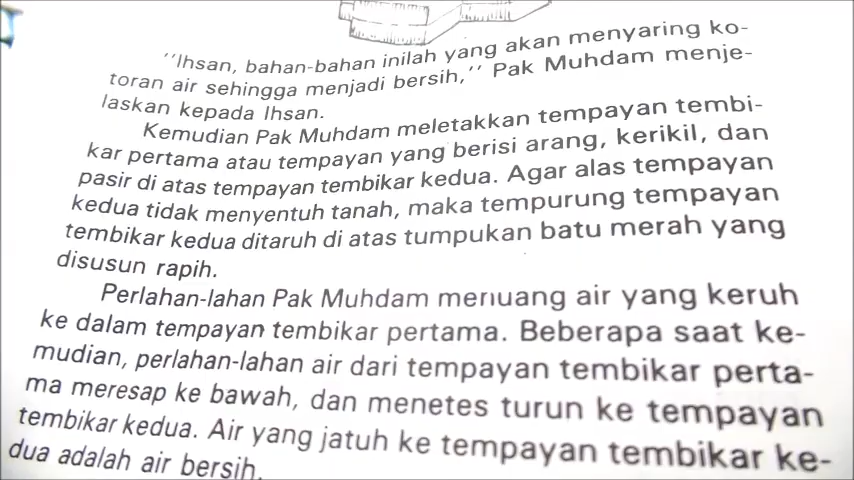 ''Ihsan, bahan-bahan inilah yang akan menyaring ko-
toran air sehingga menjadi bersih,'' Pak Muhdam menje-
laskan kepada Ihsan.
Kemudian Pak Muhdam meletakkan tempayan tembi-
kar pertama atau tempayan yang berisi arang, kerikil, dan
pasir di atas tempayan tembikar kedua. Agar alas tempayan
kedua tidak menyentuh tanah, maka tempurung tempayan
tembikar kedua ditaruh di atas tumpukan batu merah yang
disusun rapih.
Perlahan-lahan Pak Muhdam menuang air yang keruh
ke dalam tempayan tembikar pertama. Beberapa saat ke-
mudian, perlahan-lahan air dari tempayan tembikar perta-
ma meresap ke bawah, dan menetes turun ke tempayan
tembikar kedua. Air yang jatuh ke tempayan tembikar ke-
dua adalah air bersih.